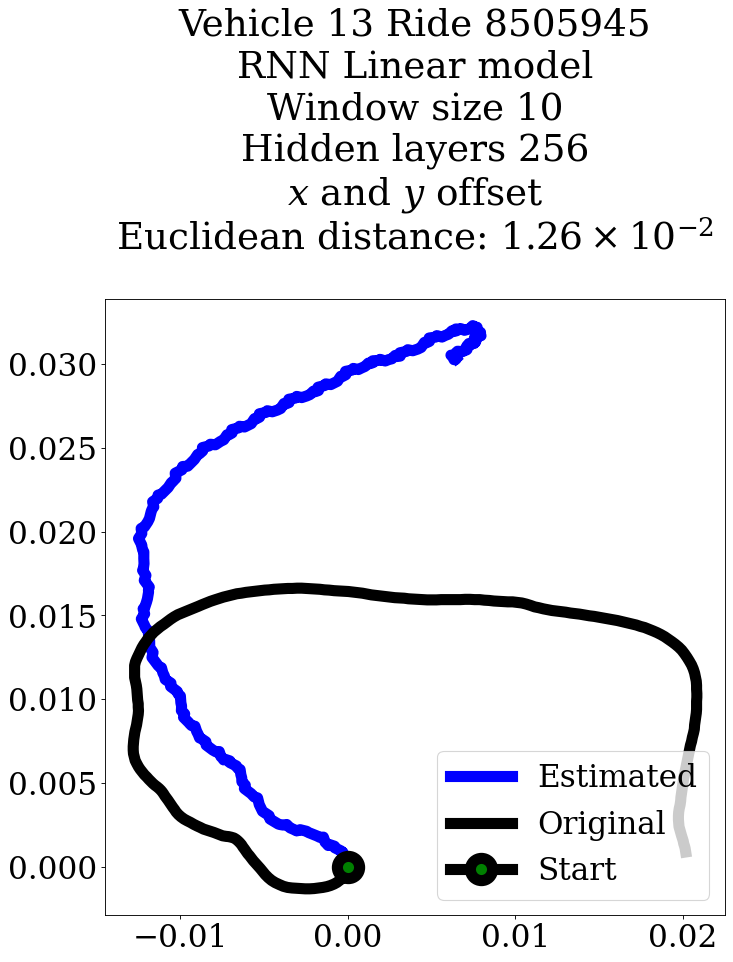 Vehicle 13 Ride 8505945
RNN Linear model
Window size 10
Hidden layers 256
x and y offset
Euclidean distance: 1.26 × 10⁻²
0.030
0.025
0.020
0.015
0.010
0.005
0.000
Estimated
Original
Start
−0.01 0.00 0.01 0.02